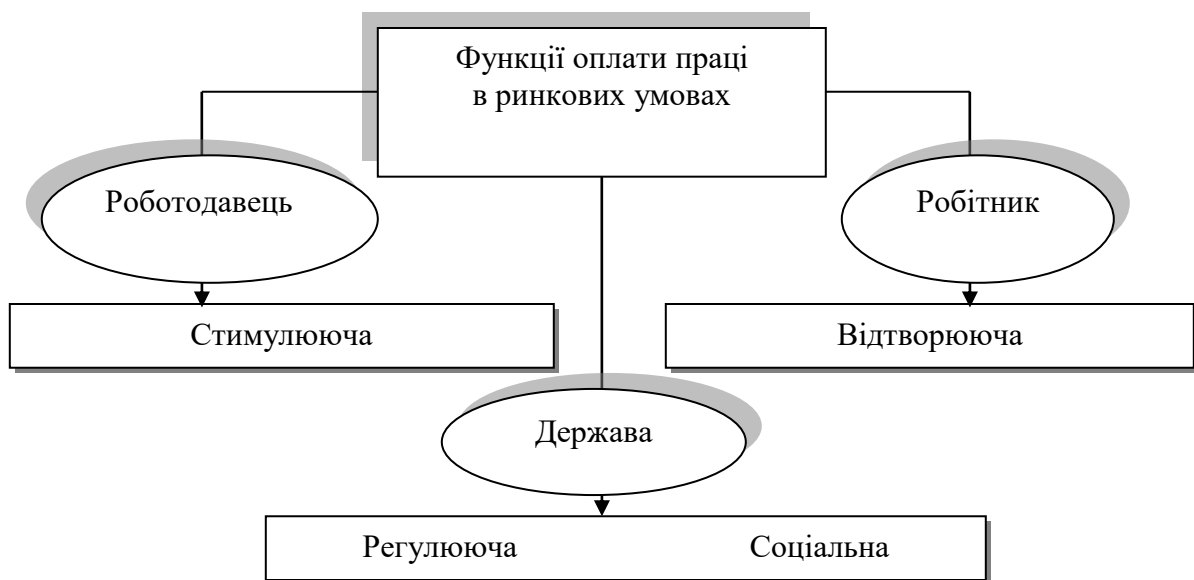 Функції оплати праці
в ринкових умовах
Роботодавець
Робітник
Стимулююча
Відтворююча
Держава
Регулююча Соціальна